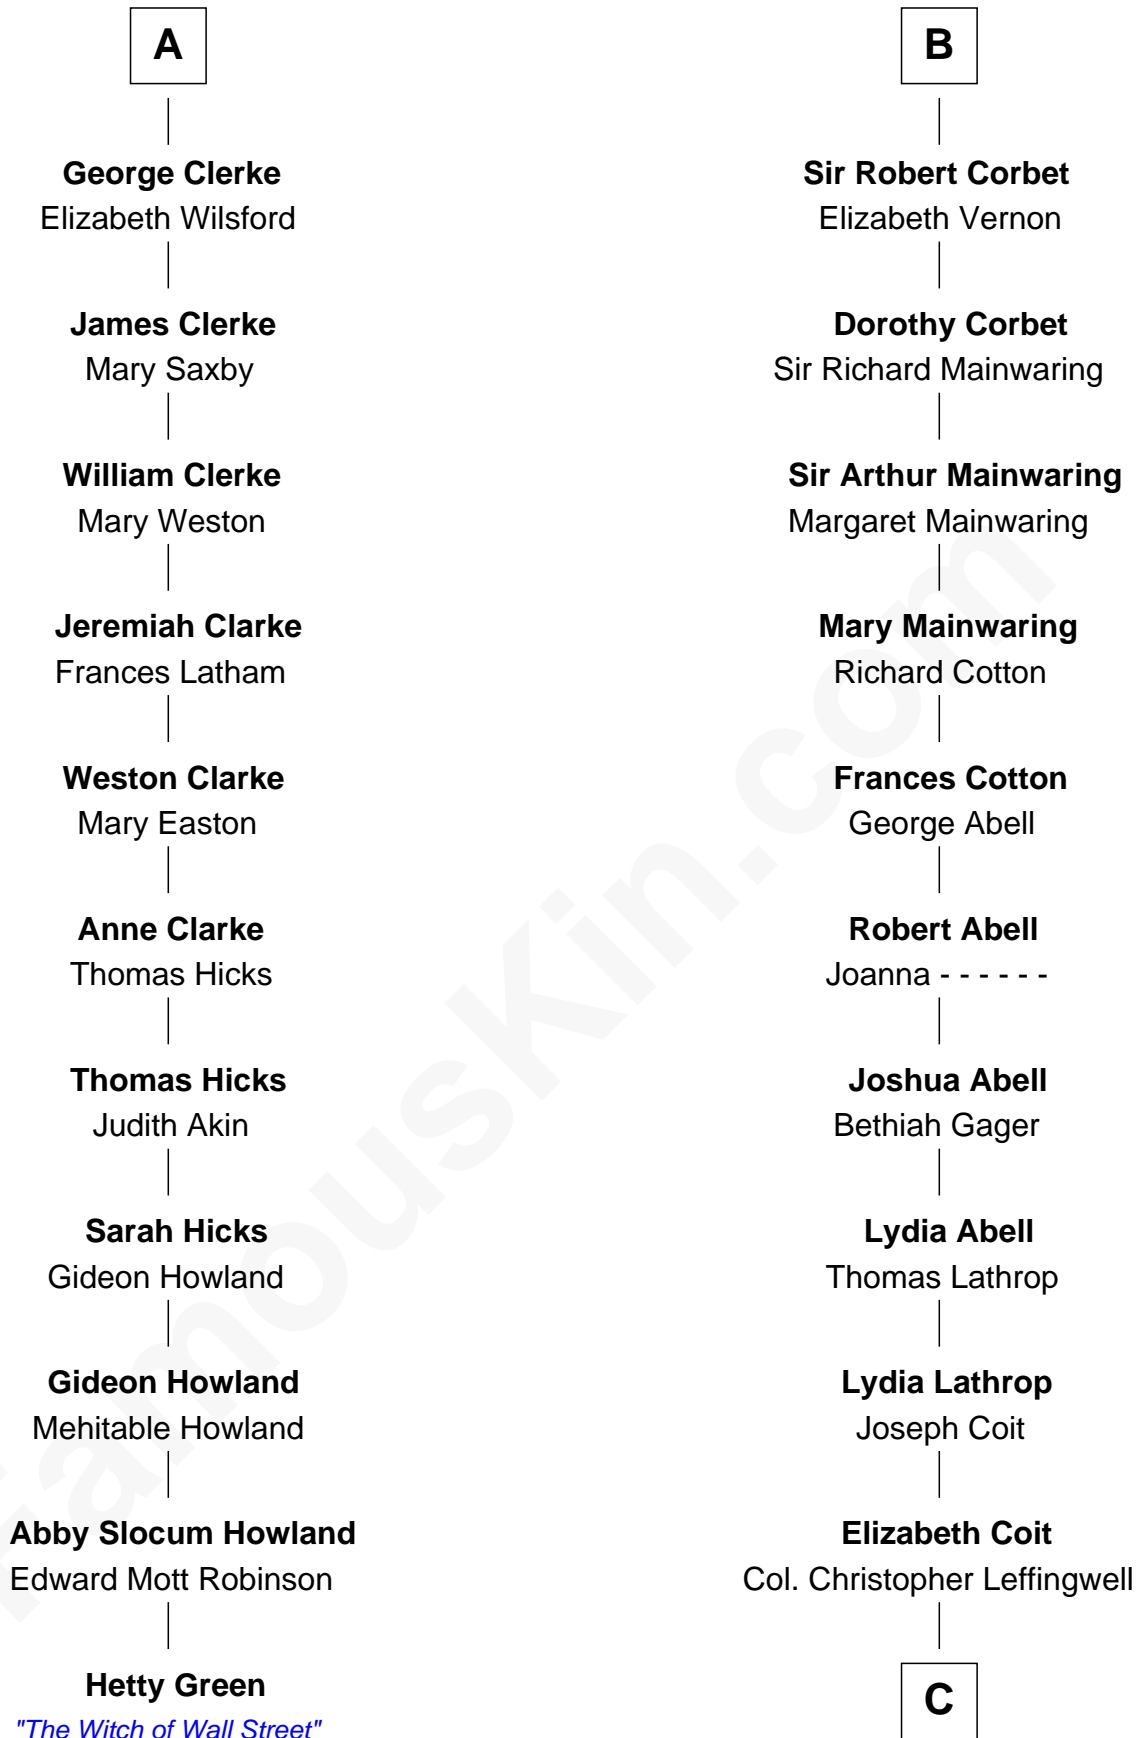 A
George Clerke
Elizabeth Wilsford
James Clerke
Mary Saxby
William Clerke
Mary Weston
Jeremiah Clarke
Frances Latham
Weston Clarke
Mary Easton
Anne Clarke
Thomas Hicks
Thomas Hicks
Judith Akin
Sarah Hicks
Gideon Howland
Gideon Howland
Mehitable Howland
Abby Slocum Howland
Edward Mott Robinson
Hetty Green
"The Witch of Wall Street"
B
Sir Robert Corbet
Elizabeth Vernon
Dorothy Corbet
Sir Richard Mainwaring
Sir Arthur Mainwaring
Margaret Mainwaring
Mary Mainwaring
Richard Cotton
Frances Cotton
George Abell
Robert Abell
Joanna - - - - - -
Joshua Abell
Bethiah Gager
Lydia Abell
Thomas Lathrop
Lydia Lathrop
Joseph Coit
Elizabeth Coit
Col. Christopher Leffingwell
C
FamousKin.com